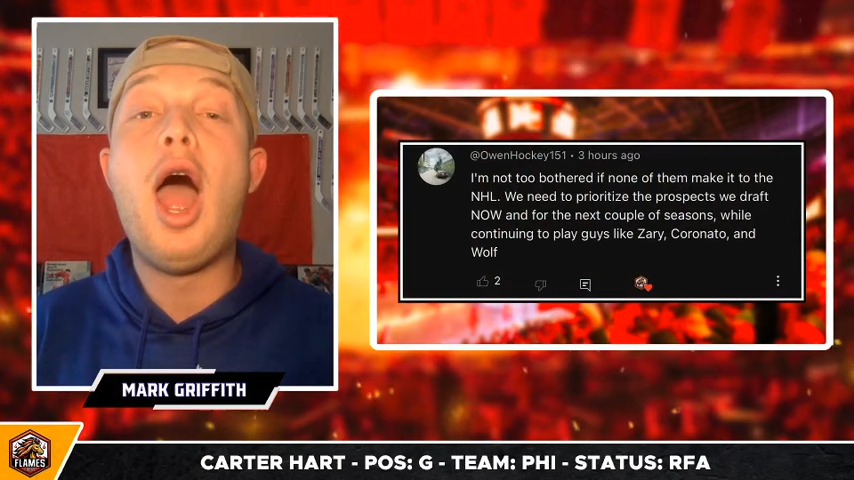 @OwenHockey151 • 3 hours ago
I'm not too bothered if none of them make it to the
NHL. We need to prioritize the prospects we draft
NOW and for the next couple of seasons, while
continuing to play guys like Zary, Coronato, and
Wolf
2
MARK GRIFFITH
FLAMES
CARTER HART - POS: G - TEAM: PHI - STATUS: RFA